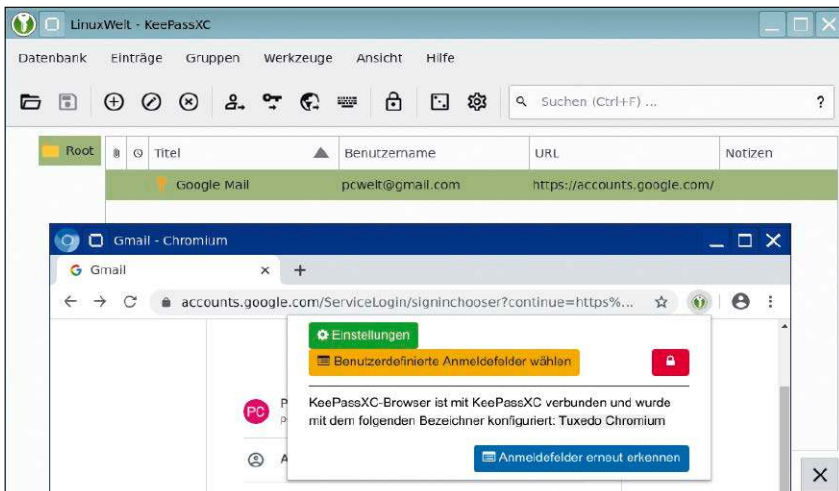 LinuxWelt - KeePassXC
Datenbank Einträge Gruppen Werkzeuge Ansicht Hilfe
Suchen (Ctrl+F) ... ?
Root
Titel Benutzername URL Notizen
Google Mail pcwelt@gmail.com https://accounts.google.com/
Gmail - Chromium
G Gmail × +
accounts.google.com/ServiceLogin/signinchooser?continue=https%...
Einstellungen
Benutzerdefinierte Anmeldefelder wählen
KeePassXC-Browser ist mit KeePassXC verbunden und wurde
mit dem folgenden Bezeichner konfiguriert: Tuxedo Chromium
PC P
p
A
Anmeldefelder erneut erkennen